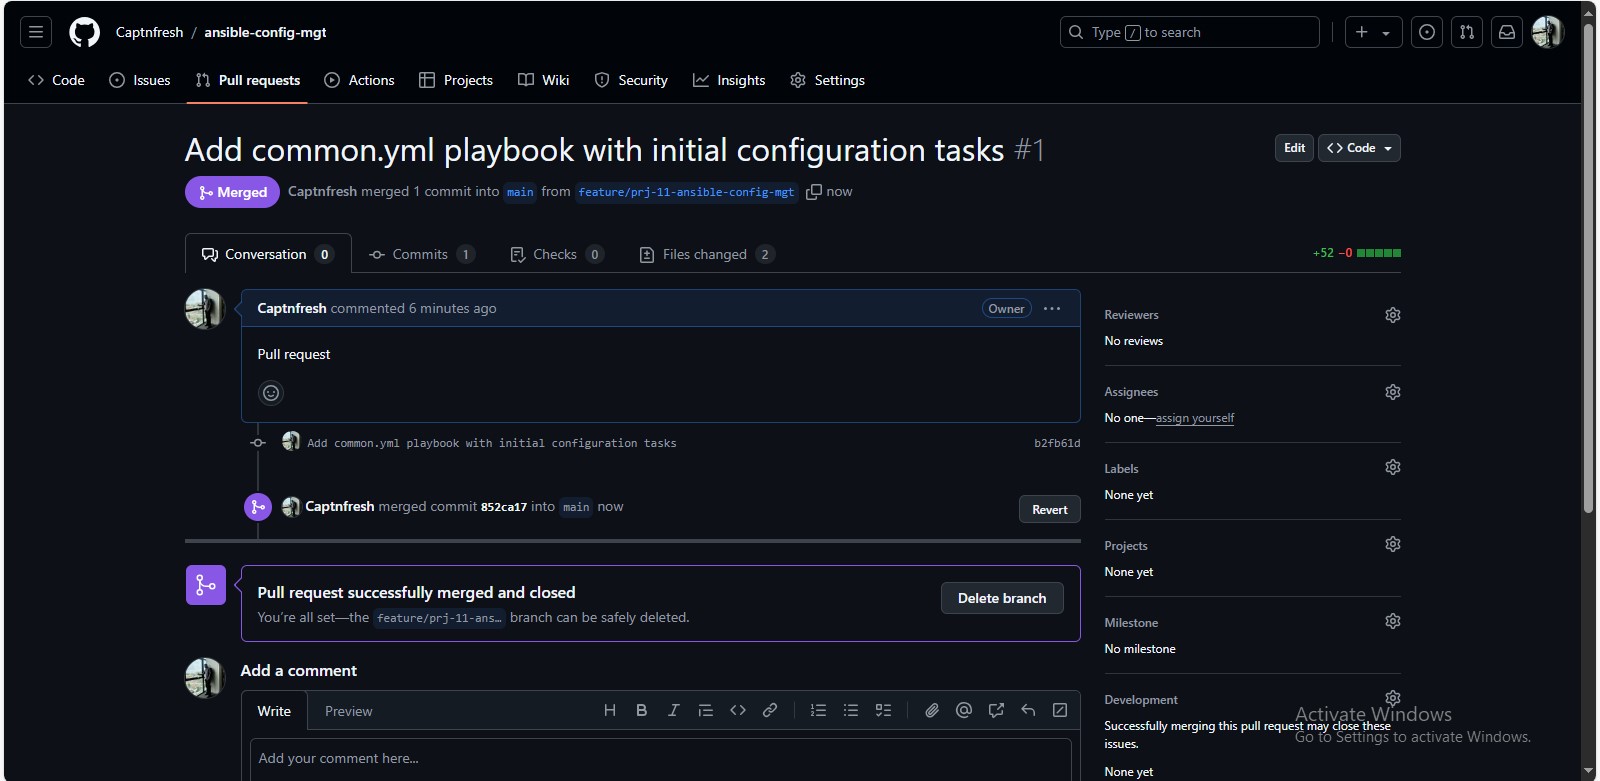 Captnfresh / ansible-config-mgt
Type / to search
Code Issues Pull requests Actions Projects Wiki Security Insights Settings
Add common.yml playbook with initial configuration tasks #1
Edit
Code
Merged Captnfresh merged 1 commit into main from feature/prj-11-ansible-config-mgt now
Conversation 0 Commits 1 Checks 0 Files changed 2
+52 −0
Captnfresh commented 6 minutes ago
Owner
Pull request
Add common.yml playbook with initial configuration tasks
b2fb61d
Captnfresh merged commit 852ca17 into main now
Revert
Pull request successfully merged and closed
You're all set—the feature/prj-11-ans… branch can be safely deleted.
Delete branch
Add a comment
Write Preview
H B I
Add your comment here...
Reviewers
No reviews
Assignees
No one—assign yourself
Labels
None yet
Projects
None yet
Milestone
No milestone
Development
Successfully merging this pull request may close these
issues.
None yet
Activate Windows
Go to Settings to activate Windows.